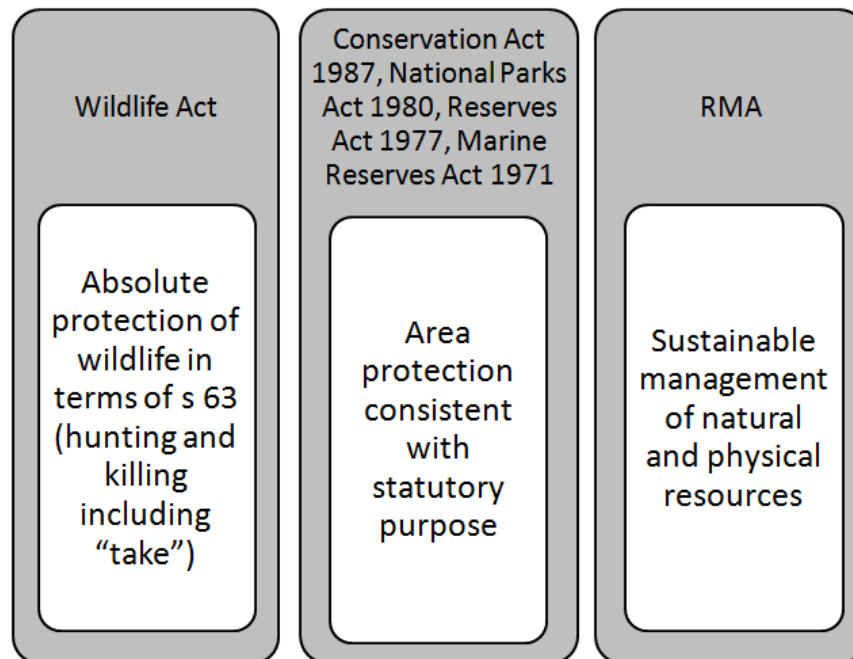 Wildlife Act
Absolute
protection of
wildlife in
terms of s 63
(hunting and
killing
including
“take”)
Conservation Act
1987, National Parks
Act 1980, Reserves
Act 1977, Marine
Reserves Act 1971
Area
protection
consistent
with
statutory
purpose
RMA
Sustainable
management
of natural
and physical
resources